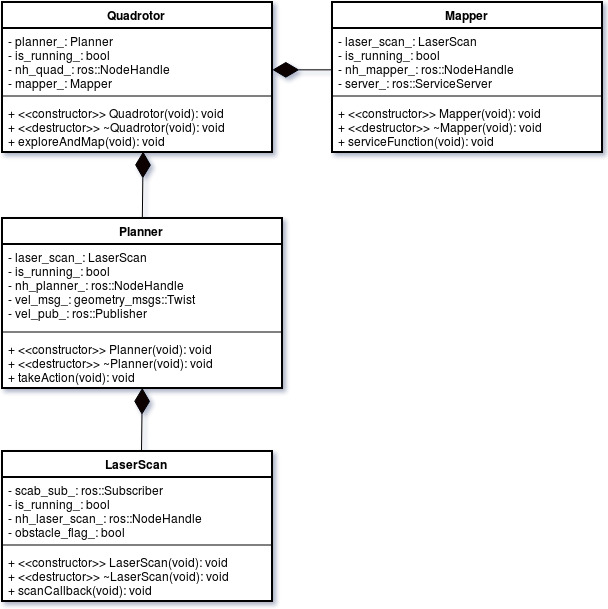 Quadrotor
- planner_: Planner
- is_running_: bool
- nh_quad_: ros::NodeHandle
- mapper_: Mapper
+ <<constructor>> Quadrotor(void): void
+ <<destructor>> ~Quadrotor(void): void
+ exploreAndMap(void): void
Mapper
- laser_scan_: LaserScan
- is_running_: bool
- nh_mapper_: ros::NodeHandle
- server_: ros::ServiceServer
+ <<constructor>> Mapper(void): void
+ <<destructor>> ~Mapper(void): void
+ serviceFunction(void): void
Planner
- laser_scan_: LaserScan
- is_running_: bool
- nh_planner_: ros::NodeHandle
- vel_msg_: geometry_msgs::Twist
- vel_pub_: ros::Publisher
+ <<constructor>> Planner(void): void
+ <<destructor>> ~Planner(void): void
+ takeAction(void): void
LaserScan
- scab_sub_: ros::Subscriber
- is_running_: bool
- nh_laser_scan_: ros::NodeHandle
- obstacle_flag_: bool
+ <<constructor>> LaserScan(void): void
+ <<destructor>> ~LaserScan(void): void
+ scanCallback(void): void